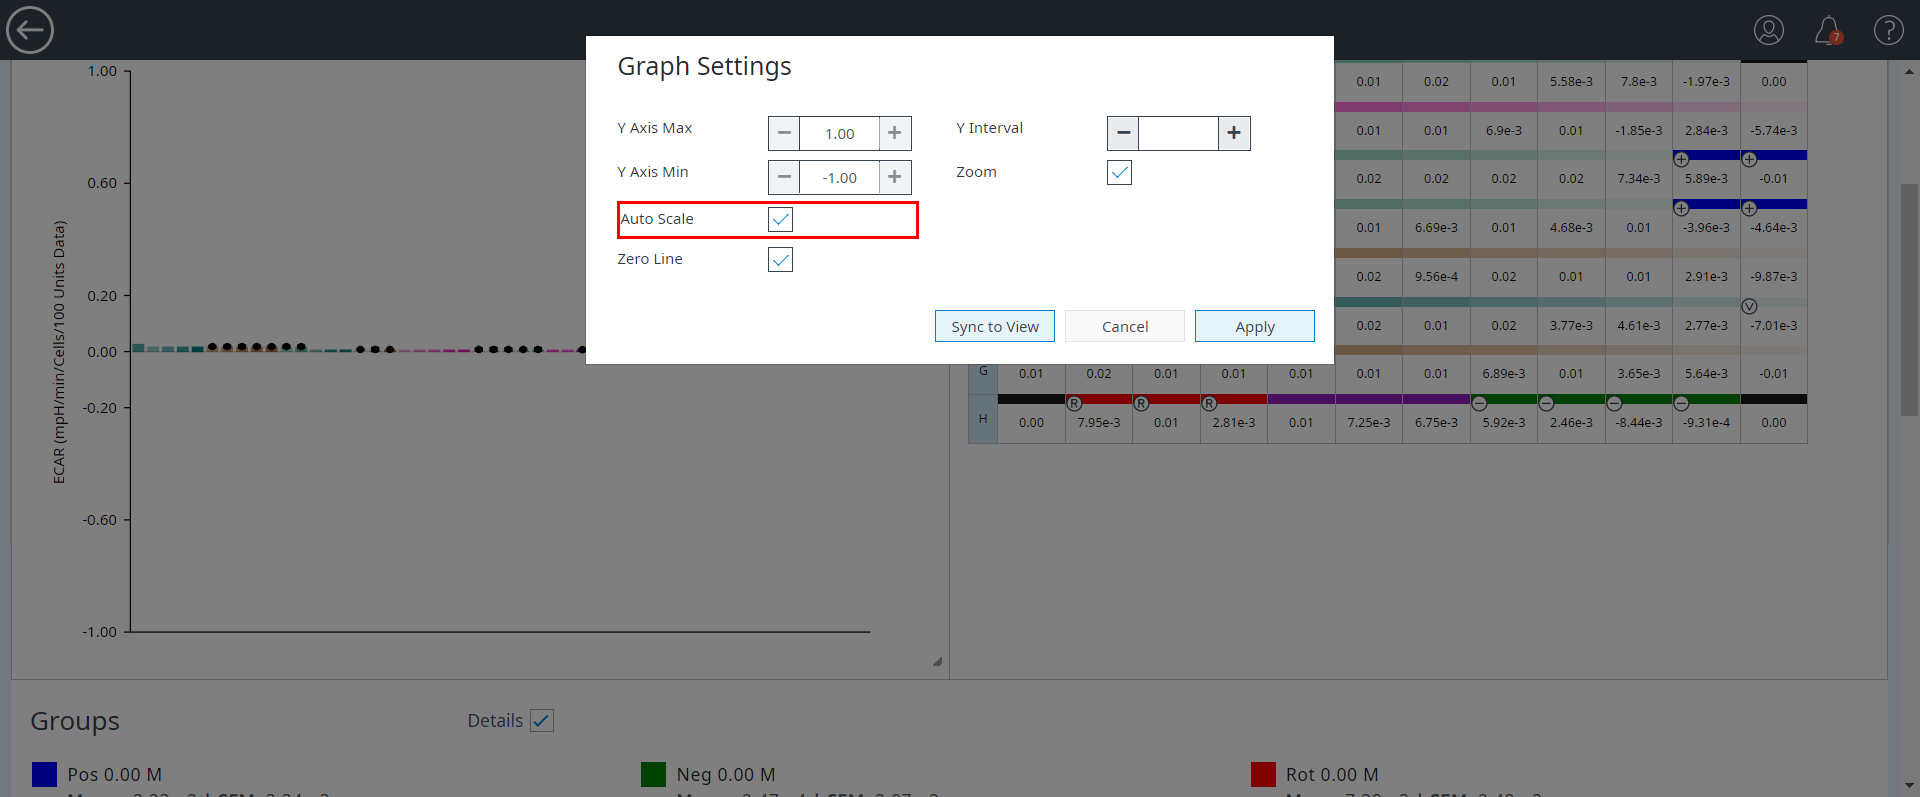 7
Graph Settings
Y Axis Max 1.00 Y Interval
Y Axis Min -1.00 Zoom
Auto Scale
Zero Line
Sync to View Cancel Apply
1.00
0.60
0.20
0.00
-0.20
-0.60
-1.00
ECAR (mpH/min/Cells/100 Units Data)
0.01 0.02 0.01 5.58e-3 7.8e-3 -1.97e-3 0.00
0.01 0.01 6.9e-3 0.01 -1.85e-3 2.84e-3 -5.74e-3
0.02 0.02 0.02 0.02 7.34e-3 5.89e-3 -0.01
0.01 6.69e-3 0.01 4.68e-3 0.01 -3.96e-3 -4.64e-3
0.02 9.56e-4 0.02 0.01 0.01 2.91e-3 -9.87e-3
V
0.02 0.01 0.02 3.77e-3 4.61e-3 2.77e-3 -7.01e-3
G 0.01 0.02 0.01 0.01 0.01 0.01 0.01 6.89e-3 0.01 3.65e-3 5.64e-3 -0.01
R R R
H 0.00 7.95e-3 0.01 2.81e-3 0.01 7.25e-3 6.75e-3 5.92e-3 2.46e-3 -8.44e-3 -9.31e-4 0.00
Groups Details
Pos 0.00 M Neg 0.00 M Rot 0.00 M